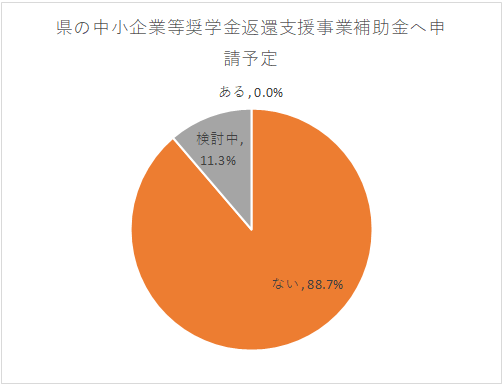 県の中小企業等奨学金返還支援事業補助金へ申
請予定
ある, 0.0%
検討中,
11.3%
ない, 88.7%